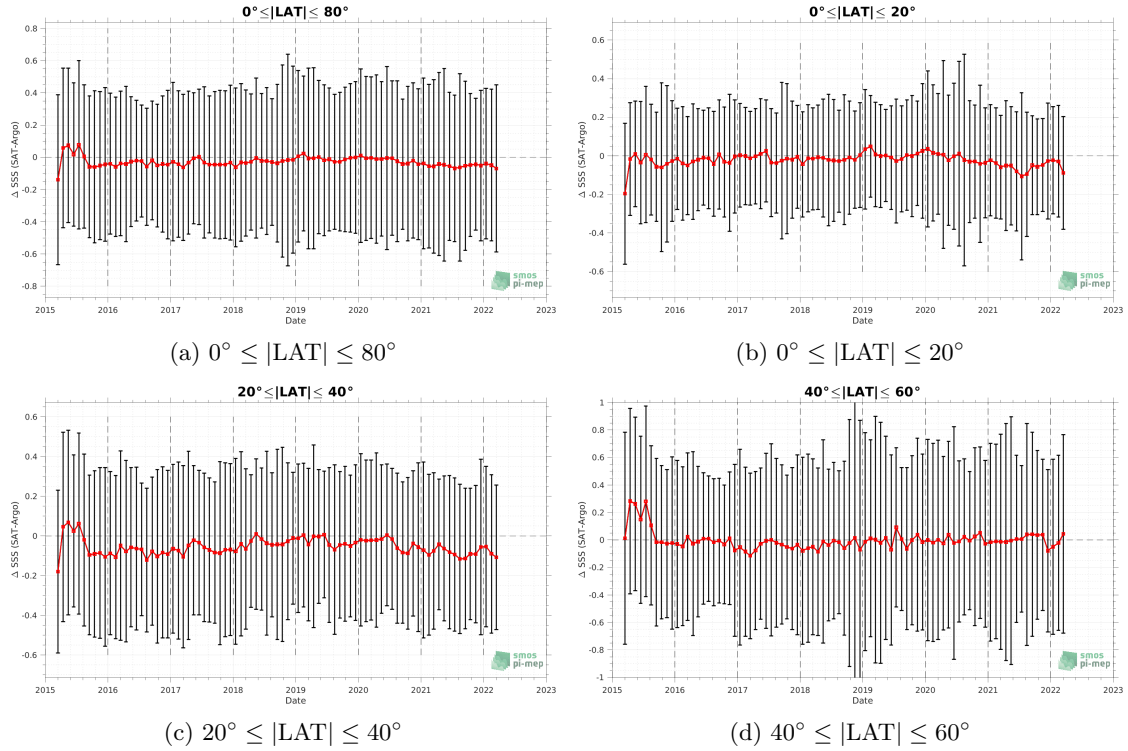 0°≤|LAT|≤ 80°
0.8
0.6
0.4
0.2
0
-0.2
-0.4
-0.6
-0.8
Δ SSS (SAT-Argo)
2015 2016 2017 2018 2019 2020 2021 2022 2023
Date
smos
pi-mep
(a) 0° ≤ |LAT| ≤ 80°
0°≤|LAT|≤ 20°
0.6
0.4
0.2
0
-0.2
-0.4
-0.6
Δ SSS (SAT-Argo)
2015 2016 2017 2018 2019 2020 2021 2022 2023
Date
smos
pi-mep
(b) 0° ≤ |LAT| ≤ 20°
20°≤|LAT|≤ 40°
0.6
0.4
0.2
0
-0.2
-0.4
-0.6
Δ SSS (SAT-Argo)
2015 2016 2017 2018 2019 2020 2021 2022 2023
Date
smos
pi-mep
(c) 20° ≤ |LAT| ≤ 40°
40°≤|LAT|≤ 60°
1
0.8
0.6
0.4
0.2
0
-0.2
-0.4
-0.6
-0.8
-1
Δ SSS (SAT-Argo)
2015 2016 2017 2018 2019 2020 2021 2022 2023
Date
smos
pi-mep
(d) 40° ≤ |LAT| ≤ 60°